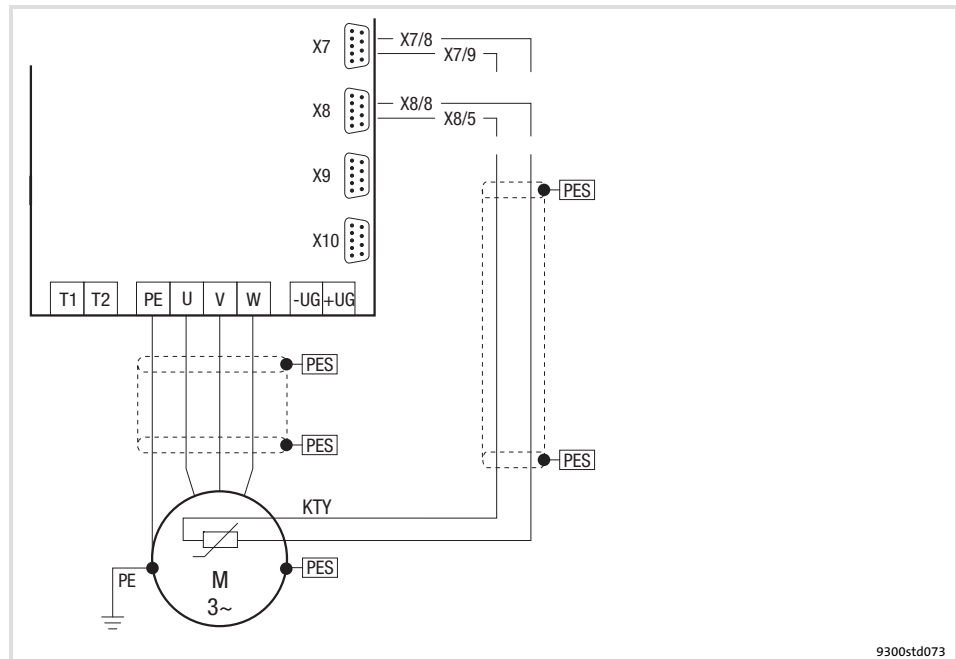 X7
X7/8
X7/9
X8
X8/8
X8/5
X9
PES
X10
T1 T2 PE U V W -UG +UG
PES
PES
PES
KTY
PES
PE
M
3~
9300std073